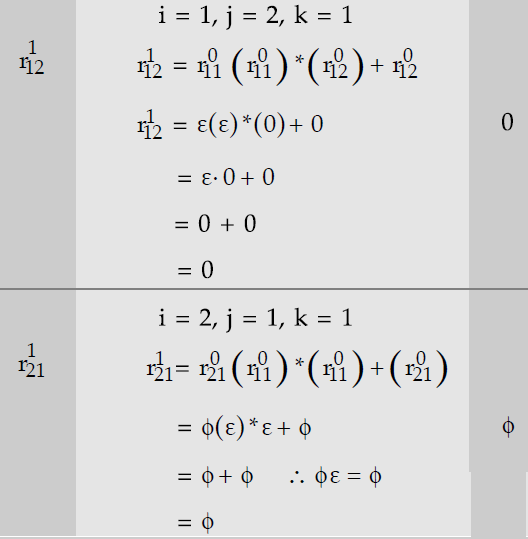 i = 1, j = 2, k = 1
r₁₂¹
r₁₂¹ = r₁₁⁰ (r₁₁⁰)*(r₁₂⁰) + r₁₂⁰
r₁₂¹ = ε(ε)*(0)+ 0
0
= ε·0 + 0
= 0 + 0
= 0
i = 2, j = 1, k = 1
r₂₁¹
r₂₁¹= r₂₁⁰ (r₁₁⁰)*(r₁₁⁰) + (r₂₁⁰)
= ϕ(ε)*ε + ϕ
ϕ
= ϕ + ϕ ∴ ϕε = ϕ
= ϕ